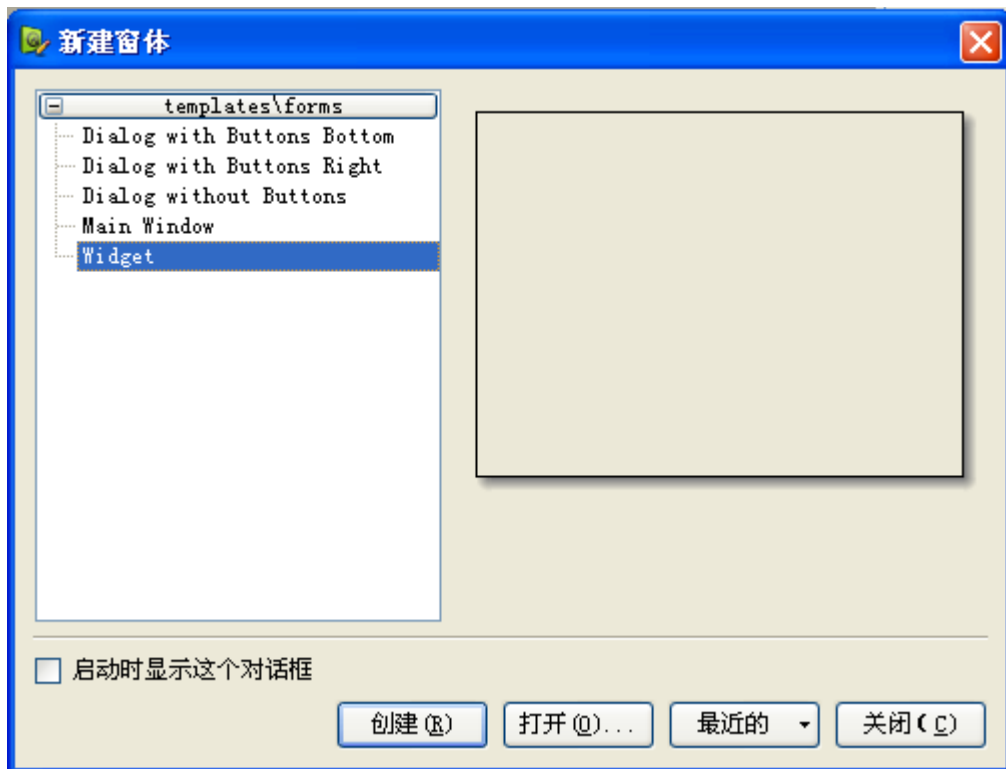 新建窗体
templates\forms
Dialog with Buttons Bottom
Dialog with Buttons Right
Dialog without Buttons
Main Window
Widget
启动时显示这个对话框
创建(R) 打开(O)... 最近的 关闭(C)